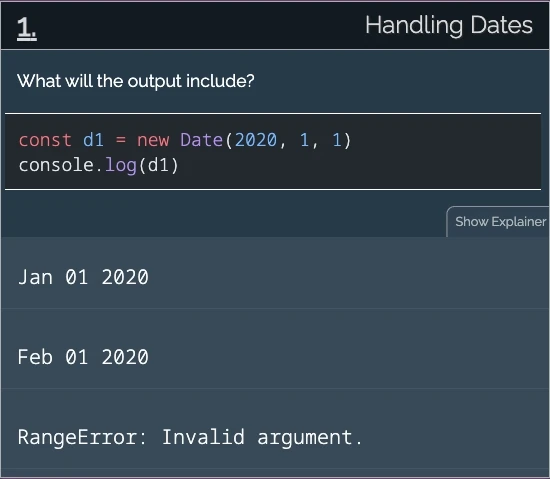 1.
Handling Dates
What will the output include?
const d1 = new Date(2020, 1, 1)
console.log(d1)
Show Explainer
Jan 01 2020
Feb 01 2020
RangeError: Invalid argument.